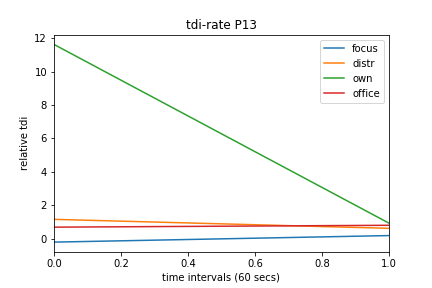 tdi-rate P13
12
10
8
6
4
2
0
relative tdi
focus
distr
own
office
0.0 0.2 0.4 0.6 0.8 1.0
time intervals (60 secs)